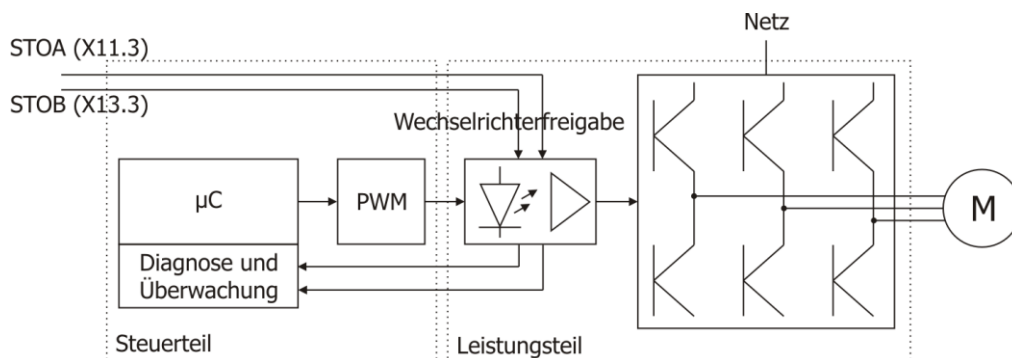 Netz
STOA (X11.3)
STOB (X13.3)
Wechselrichterfreigabe
µC
PWM
M
Diagnose und
Überwachung
Steuerteil
Leistungsteil